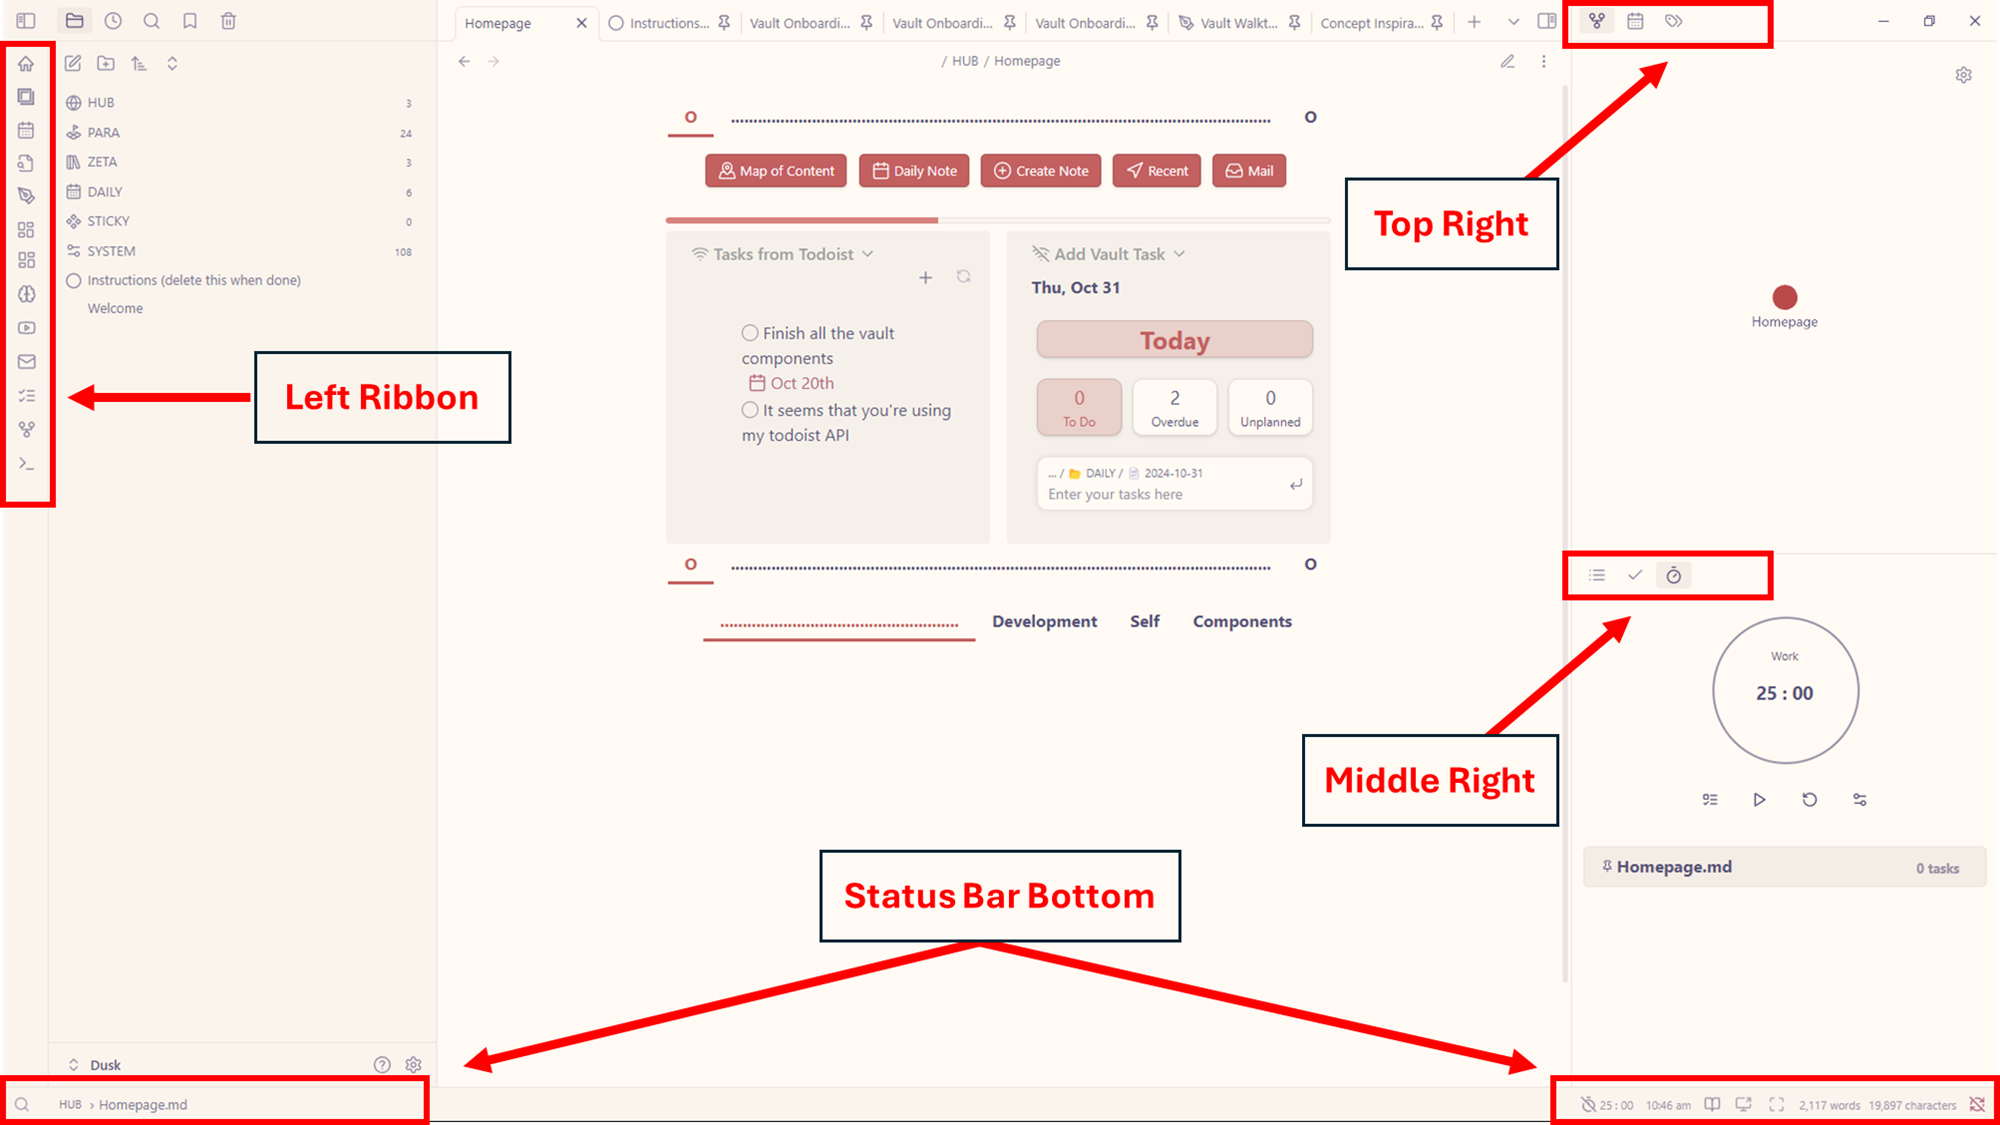 Homepage
Instructions...
Vault Onboardi...
Vault Onboardi...
Vault Onboardi...
Vault Walkt...
Concept Inspira...
/ HUB / Homepage
HUB 3
PARA 24
ZETA 3
DAILY 6
STICKY 0
SYSTEM 108
Instructions (delete this when done)
Welcome
Left Ribbon
Map of Content
Daily Note
Create Note
Recent
Mail
Tasks from Todoist
Finish all the vault
components
Oct 20th
It seems that you're using
my todoist API
Add Vault Task
Thu, Oct 31
Today
0
To Do
2
Overdue
0
Unplanned
... / DAILY / 2024-10-31
Enter your tasks here
Development Self Components
Top Right
Homepage
Middle Right
Work
25 : 00
Homepage.md 0 tasks
Status Bar Bottom
Dusk
HUB › Homepage.md
25 : 00 10:46 am 2,117 words 19,897 characters